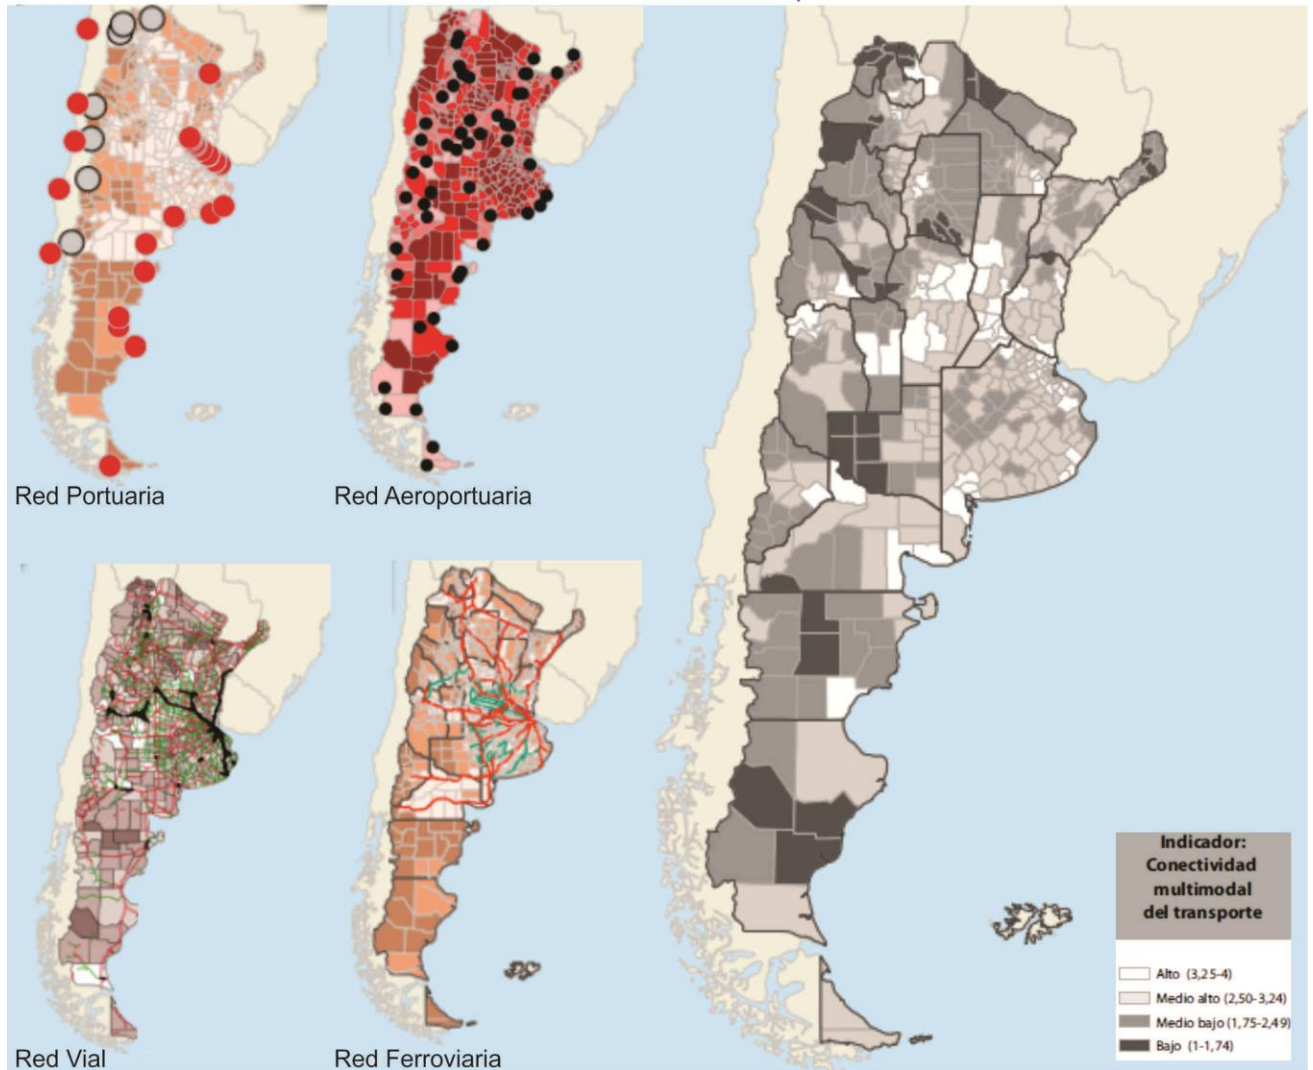 Red Portuaria
Red Aeroportuaria
Red Vial
Red Ferroviaria
Indicador:
Conectividad
multimodal
del transporte
Alto (3,25-4)
Medio alto (2,50-3,24)
Medio bajo (1,75-2,49)
Bajo (1-1,74)